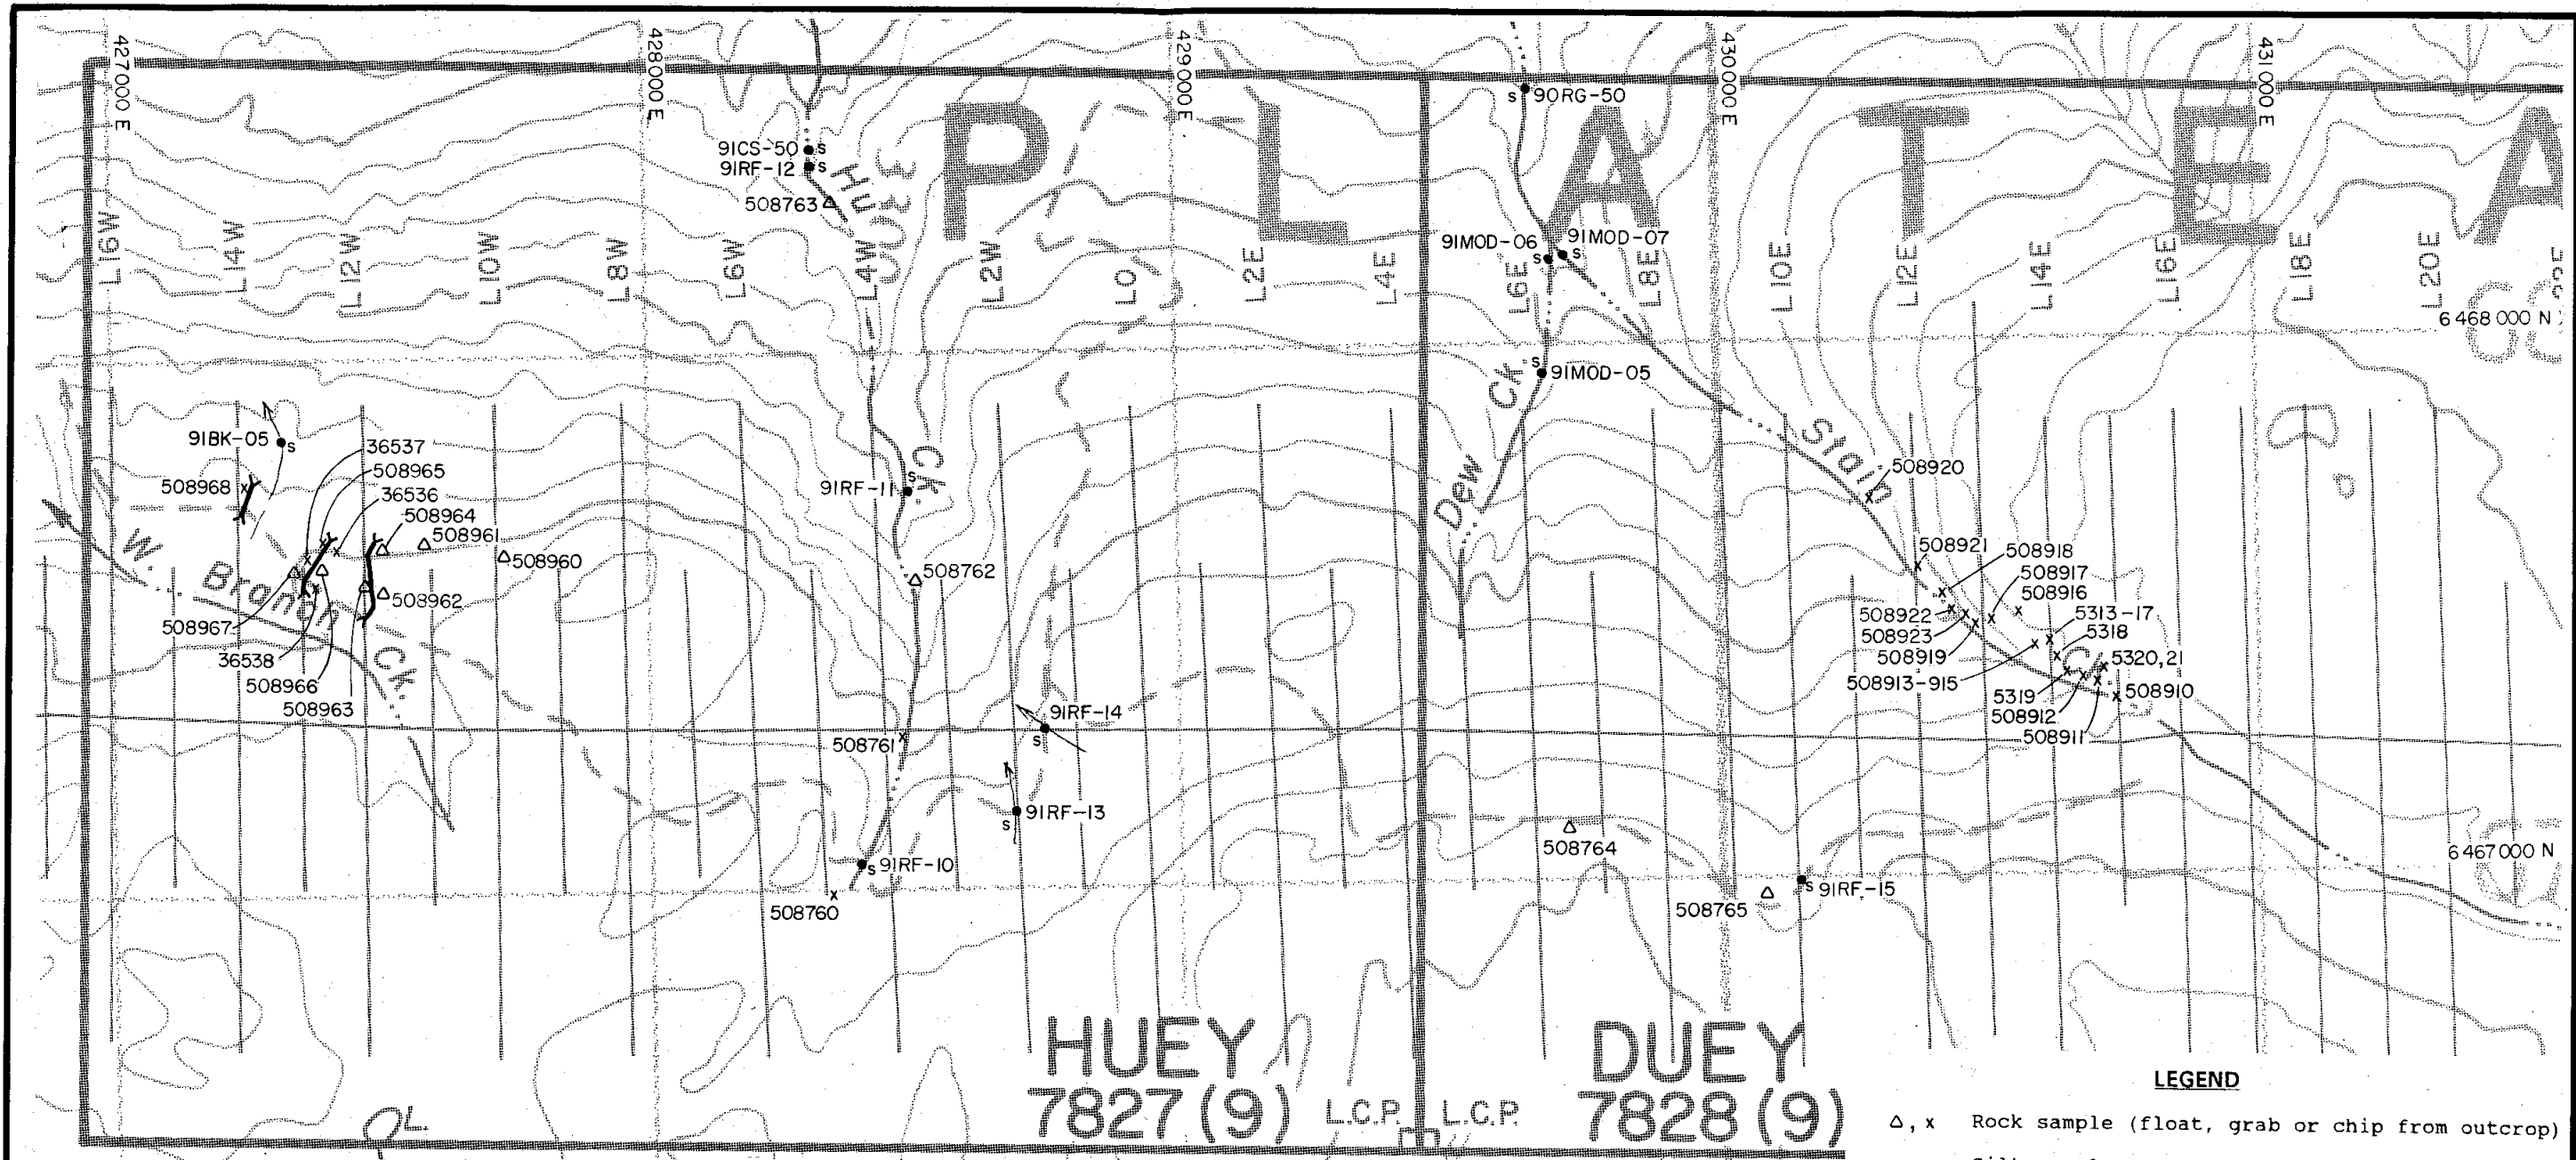 427000 E
428000 E
429000 E
430000 E
431000 E
P L A T E A
s 90RG-50
91CS-50 s
91RF-12 s
508763
Hu
Ck.
L16W
L14W
L12W
L10W
L8W
L6W
L4W
L2W
L0
L2E
L4E
L6E
L8E
L10E
L12E
L14E
L16E
L18E
L20E
91MOD-06 s
91MOD-07 s
6 468 000 N
s 91MOD-05
Dew Ck.
Stain
Ck
91BK-05 s
508968
36537
508965
36536
508964
508961
508960
508962
W. Branch Ck.
508967
36538
508966
508963
91RF-11 s
508762
508761
91RF-14 s
91RF-13 s
91RF-10 s
508760
508920
508921
508918
508917
508916
5313-17
5318
5320,21
508922
508923
508919
508913-915
5319
508912
508911
508910
508764
6 467 000 N
508765
91RF-15 s
HUEY
7827 (9)
L.C.P.
L.C.P.
DUEY
7828 (9)
LEGEND
Δ, x Rock sample (float, grab or chip from outcrop)